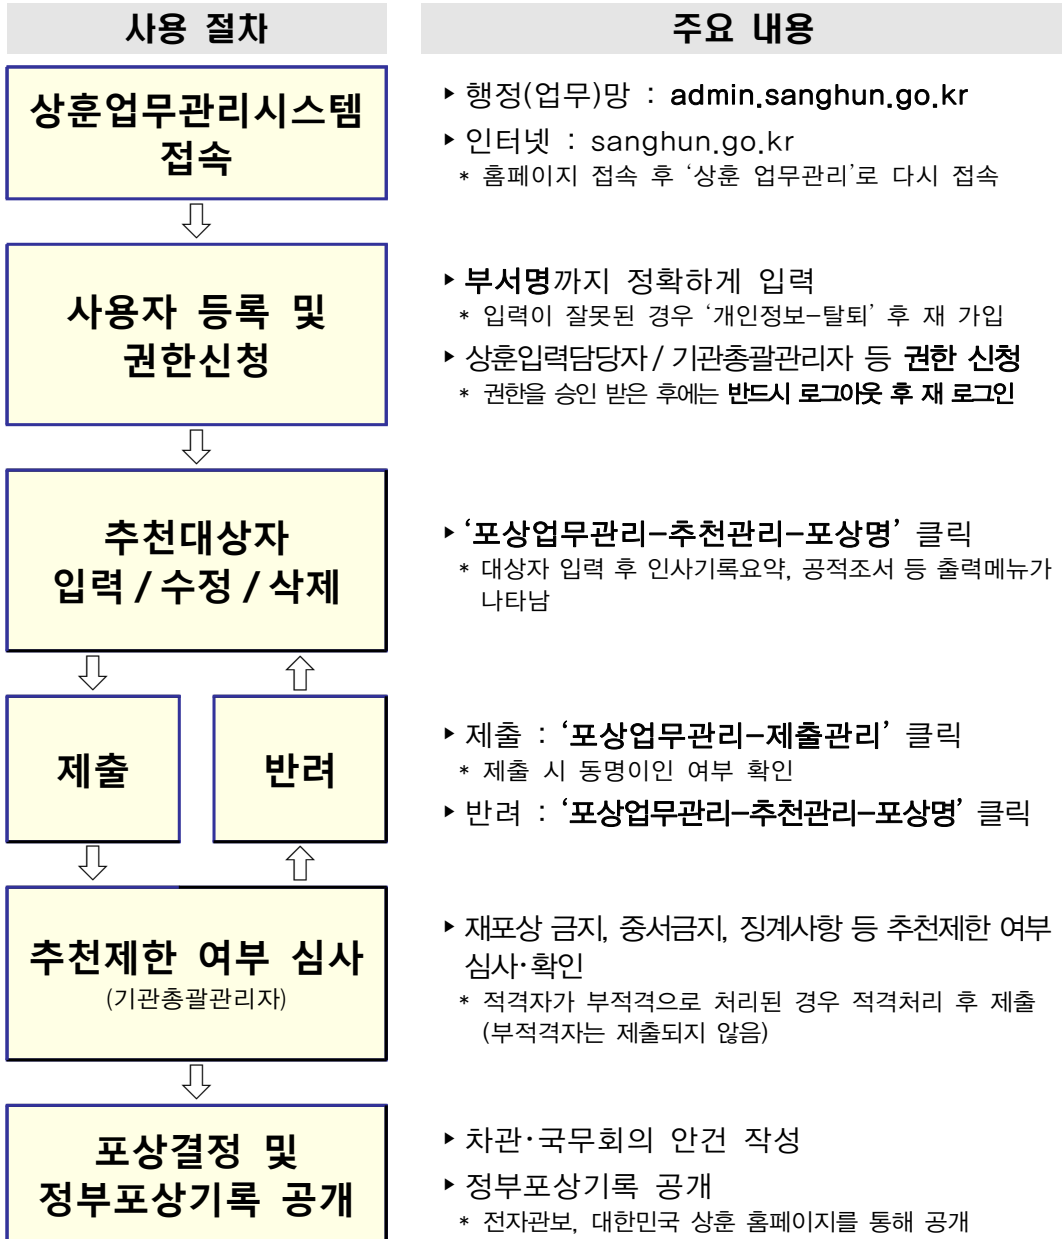 사용 절차
주요 내용
상훈업무관리시스템
접속
▸ 행정(업무)망 : admin.sanghun.go.kr
▸ 인터넷 : sanghun.go.kr
* 홈페이지 접속 후 ‘상훈 업무관리’로 다시 접속
사용자 등록 및
권한신청
▸ 부서명까지 정확하게 입력
* 입력이 잘못된 경우 ‘개인정보-탈퇴’ 후 재 가입
▸ 상훈입력담당자 / 기관총괄관리자 등 권한 신청
* 권한을 승인 받은 후에는 반드시 로그아웃 후 재 로그인
추천대상자
입력 / 수정 / 삭제
▸ ‘포상업무관리-추천관리-포상명’ 클릭
* 대상자 입력 후 인사기록요약, 공적조서 등 출력메뉴가
나타남
제출
반려
▸ 제출 : ‘포상업무관리-제출관리’ 클릭
* 제출 시 동명이인 여부 확인
▸ 반려 : ‘포상업무관리-추천관리-포상명’ 클릭
추천제한 여부 심사
(기관총괄관리자)
▸ 재포상 금지, 중서금지, 징계사항 등 추천제한 여부
심사·확인
* 적격자가 부적격으로 처리된 경우 적격처리 후 제출
(부적격자는 제출되지 않음)
포상결정 및
정부포상기록 공개
▸ 차관·국무회의 안건 작성
▸ 정부포상기록 공개
* 전자관보, 대한민국 상훈 홈페이지를 통해 공개